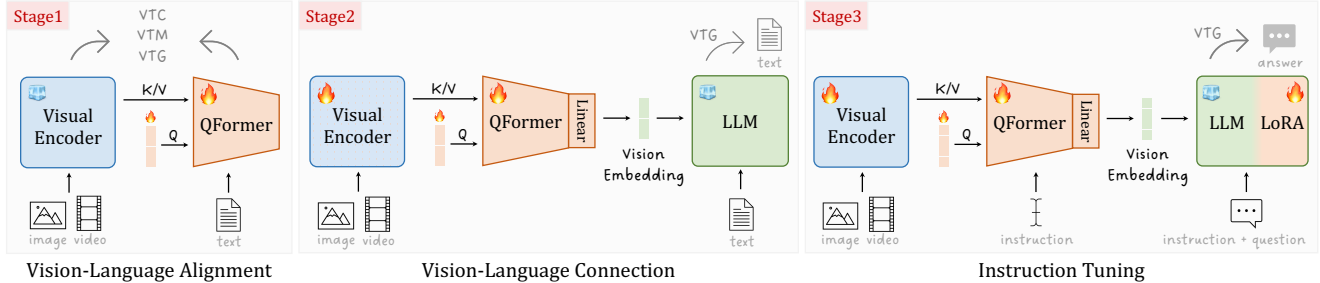 Stage1
VTC
VTM
VTG
Visual
Encoder
K/V
Q
QFormer
image video
text
Vision-Language Alignment
Stage2
Visual
Encoder
K/V
Q
QFormer
Linear
Vision
Embedding
VTG
text
LLM
image video
text
Vision-Language Connection
Stage3
Visual
Encoder
K/V
Q
QFormer
Linear
Vision
Embedding
VTG
answer
LLM LoRA
image video
instruction
instruction + question
Instruction Tuning